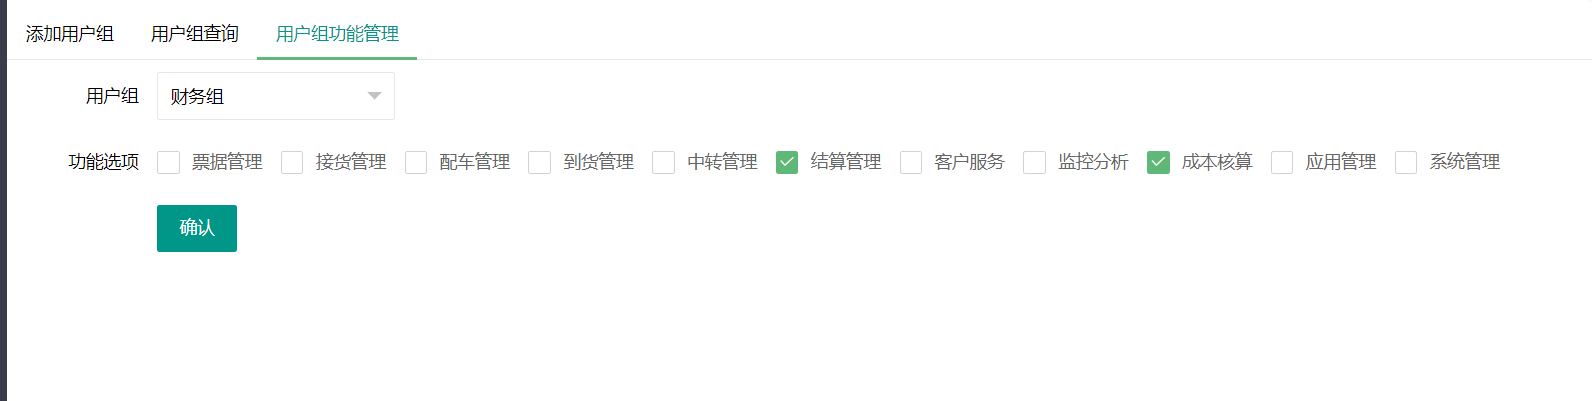 添加用户组 用户组查询 用户组功能管理
用户组 财务组
功能选项 票据管理 接货管理 配车管理 到货管理 中转管理 结算管理 客户服务 监控分析 成本核算 应用管理 系统管理
确认